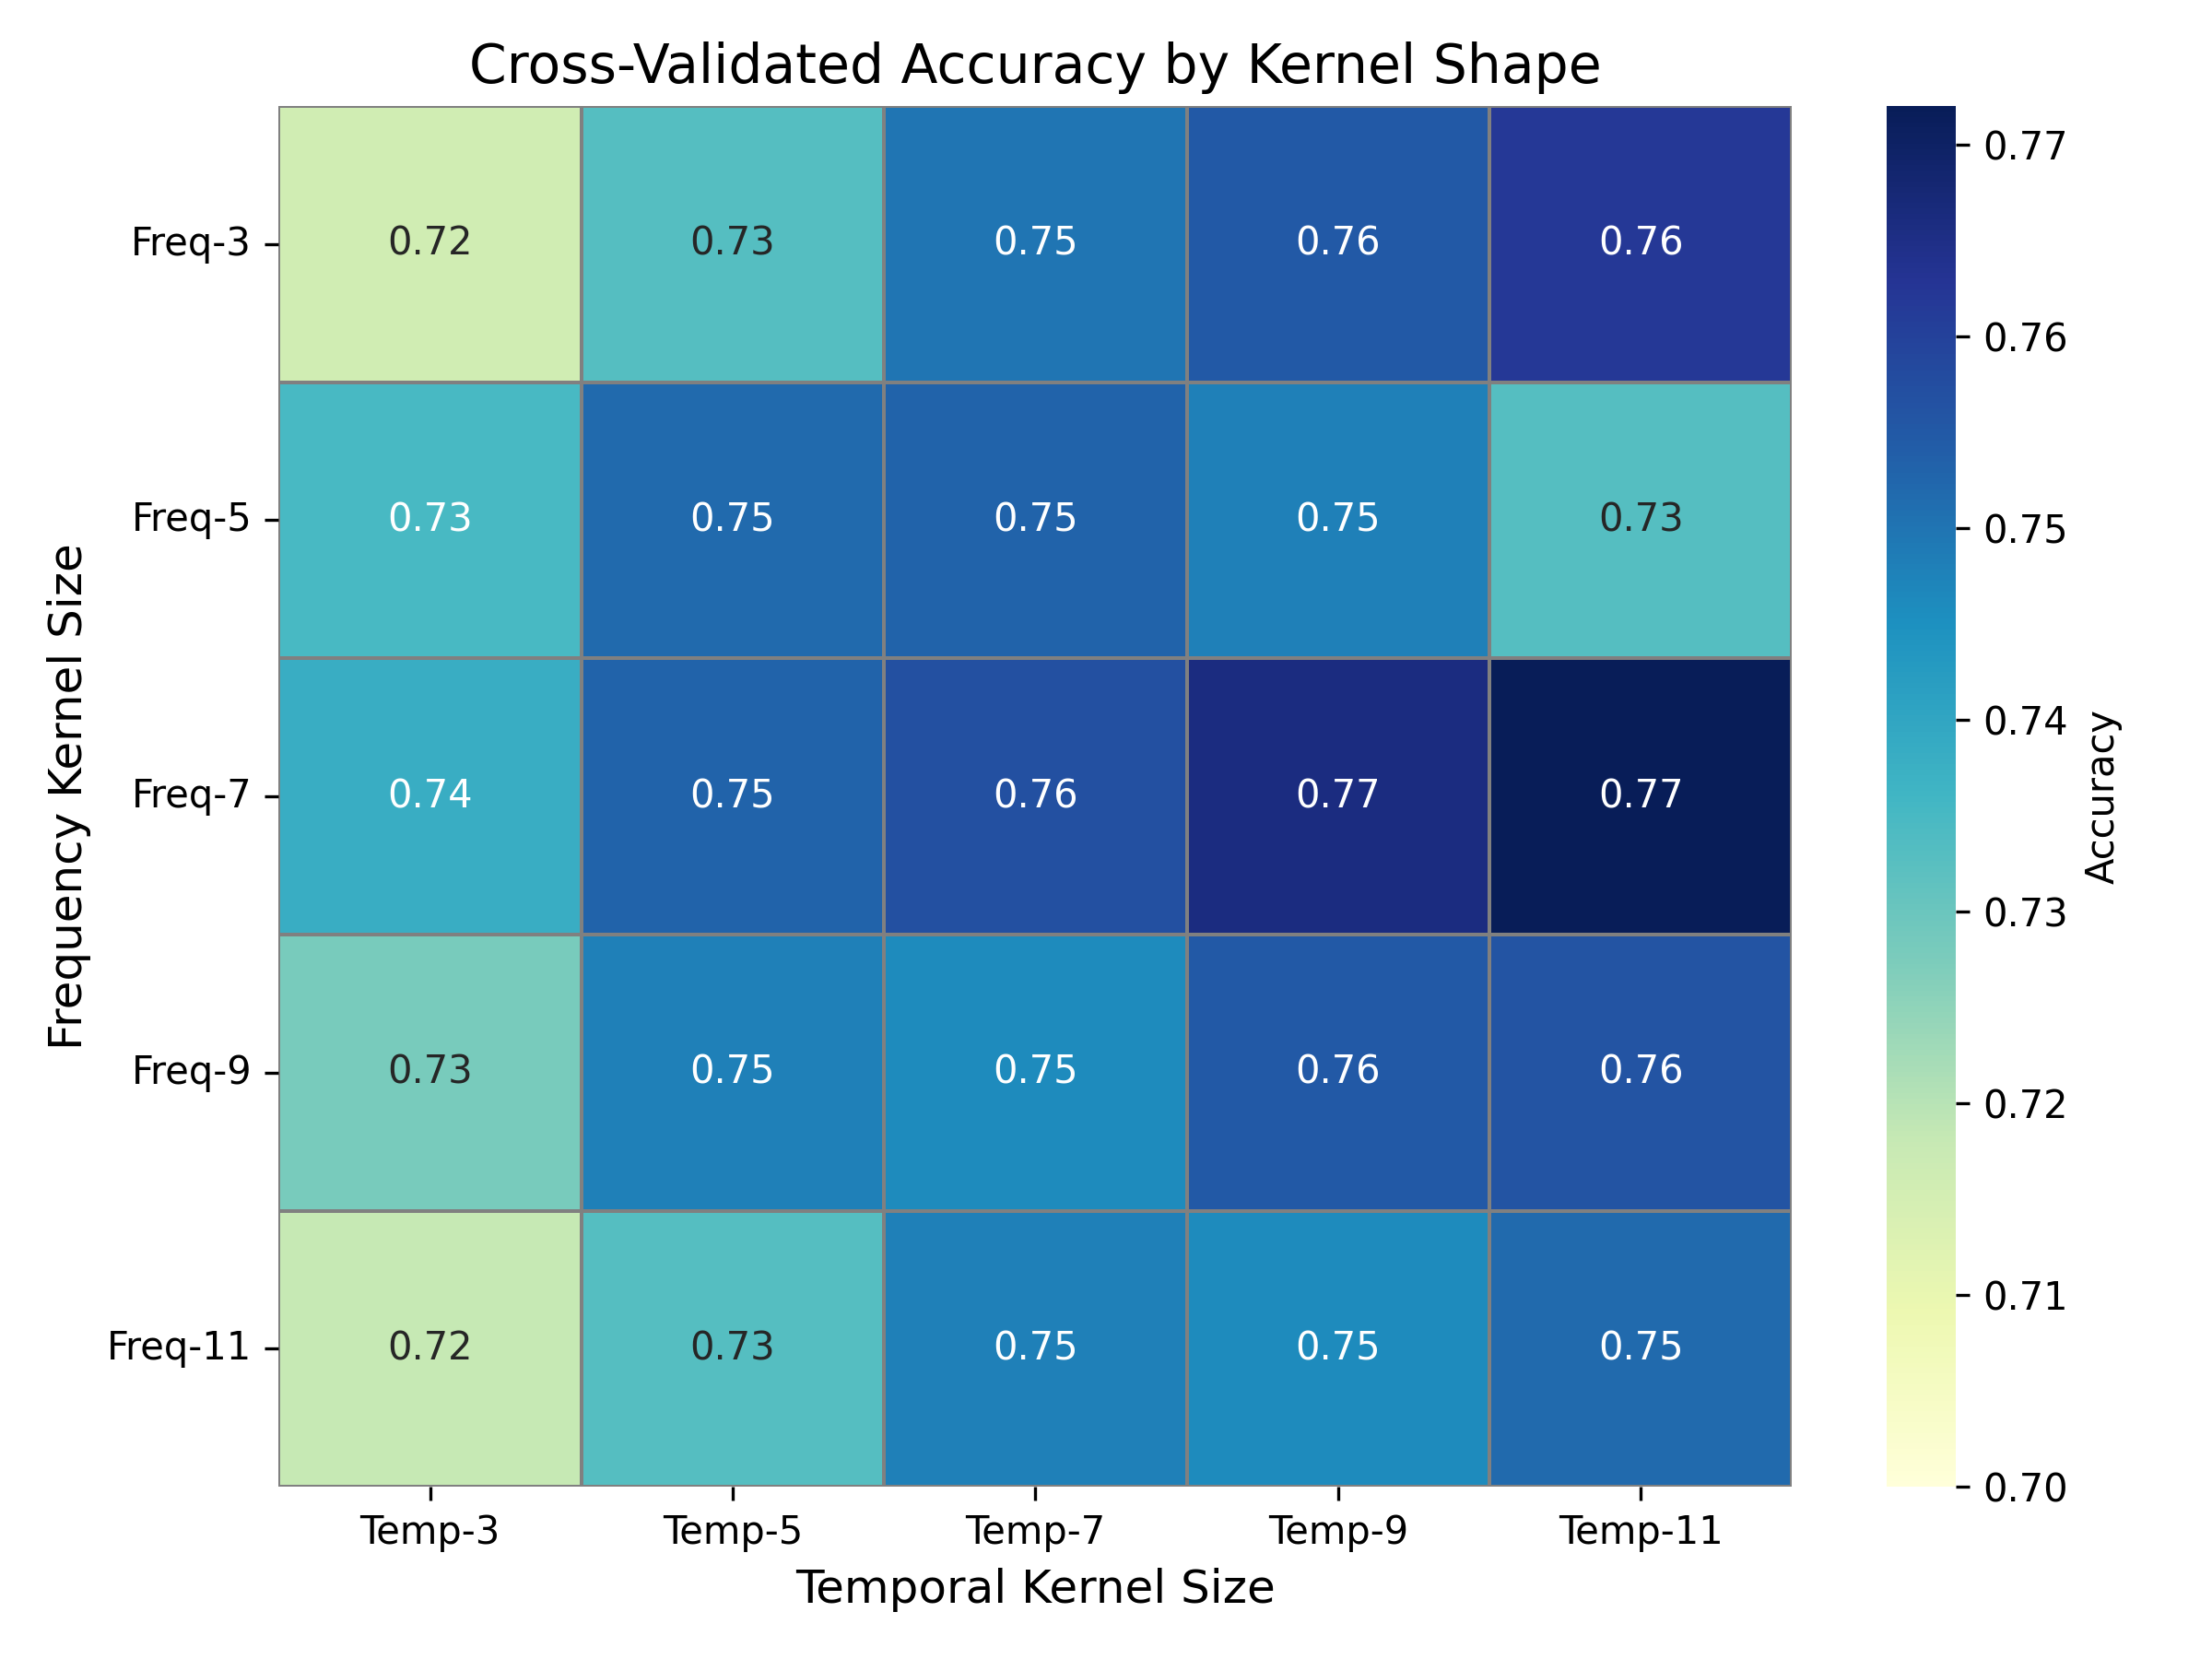 Cross-Validated Accuracy by Kernel Shape
Frequency Kernel Size
Freq-3 0.72 0.73 0.75 0.76 0.76
Freq-5 0.73 0.75 0.75 0.75 0.73
Freq-7 0.74 0.75 0.76 0.77 0.77
Freq-9 0.73 0.75 0.75 0.76 0.76
Freq-11 0.72 0.73 0.75 0.75 0.75
Temp-3 Temp-5 Temp-7 Temp-9 Temp-11
Temporal Kernel Size
0.77
0.76
0.75
0.74
0.73
0.72
0.71
0.70
Accuracy